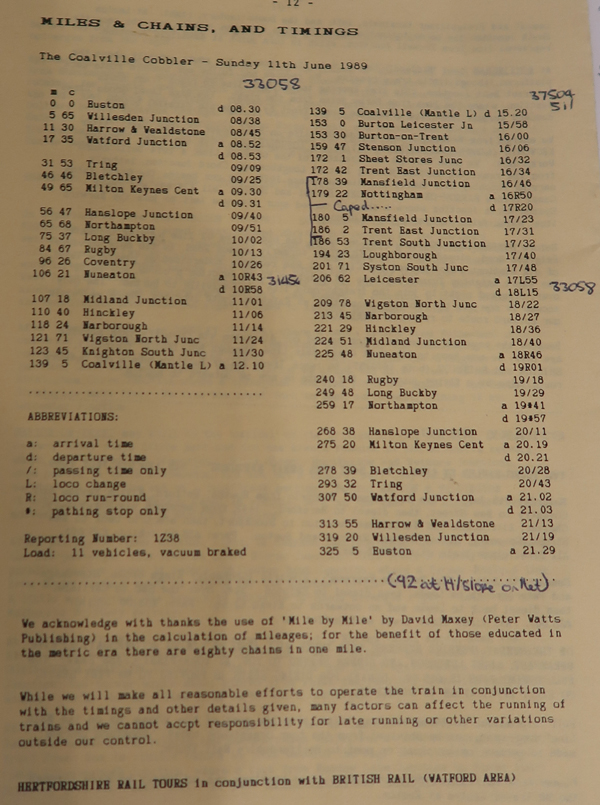 - 12 -
MILES & CHAINS, AND TIMINGS
The Coalville Cobbler - Sunday 11th June 1989
33058
m c
0 0 Euston d 08.30
5 65 Willesden Junction 08/38
11 30 Harrow & Wealdstone 08/45
17 35 Watford Junction a 08.52
d 08.53
31 53 Tring 09/09
46 46 Bletchley 09/25
49 65 Milton Keynes Cent a 09.30
d 09.31
56 47 Hanslope Junction 09/40
65 68 Northampton 09/51
75 37 Long Buckby 10/02
84 67 Rugby 10/13
96 26 Coventry 10/26
106 21 Nuneaton a 10R43 31454
d 10R58
107 18 Midland Junction 11/01
110 40 Hinckley 11/06
118 24 Narborough 11/14
121 71 Wigston North Junc 11/24
123 45 Knighton South Junc 11/30
139 5 Coalville (Mantle L) a 12.10
ABBREVIATIONS:
a: arrival time
d: departure time
/: passing time only
L: loco change
R: loco run-round
*: pathing stop only
Reporting Number: 1Z38
Load: 11 vehicles, vacuum braked
37504
511
139 5 Coalville (Mantle L) d 15.20
153 0 Burton Leicester Jn 15/58
153 30 Burton-on-Trent 16/00
159 47 Stenson Junction 16/06
172 1 Sheet Stores Junc 16/32
172 42 Trent East Junction 16/34
178 39 Mansfield Junction 16/46
179 22 Nottingham a 16R50
Caped..... d 17R20
180 5 Mansfield Junction 17/23
186 2 Trent East Junction 17/31
186 53 Trent South Junction 17/32
194 23 Loughborough 17/40
201 71 Syston South Junc 17/48
206 62 Leicester a 17L55
d 18L15 33058
209 78 Wigston North Junc 18/22
213 45 Narborough 18/27
221 29 Hinckley 18/36
224 51 Midland Junction 18/40
225 48 Nuneaton a 18R46
d 19R01
240 18 Rugby 19/18
249 48 Long Buckby 19/29
259 17 Northampton a 19*41
d 19*57
268 38 Hanslope Junction 20/11
275 20 Milton Keynes Cent a 20.19
d 20.21
278 39 Bletchley 20/28
293 32 Tring 20/43
307 50 Watford Junction a 21.02
d 21.03
313 55 Harrow & Wealdstone 21/13
319 20 Willesden Junction 21/19
325 5 Euston a 21.29
(-92 at H/slope
We acknowledge with thanks the use of 'Mile by Mile' by David Maxey (Peter Watts
Publishing) in the calculation of mileages; for the benefit of those educated in
the metric era there are eighty chains in one mile.
While we will make all reasonable efforts to operate the train in conjunction
with the timings and other details given, many factors can affect the running of
trains and we cannot accpt responsibility for late running or other variations
outside our control.
HERTFORDSHIRE RAIL TOURS in conjunction with BRITISH RAIL (WATFORD AREA)